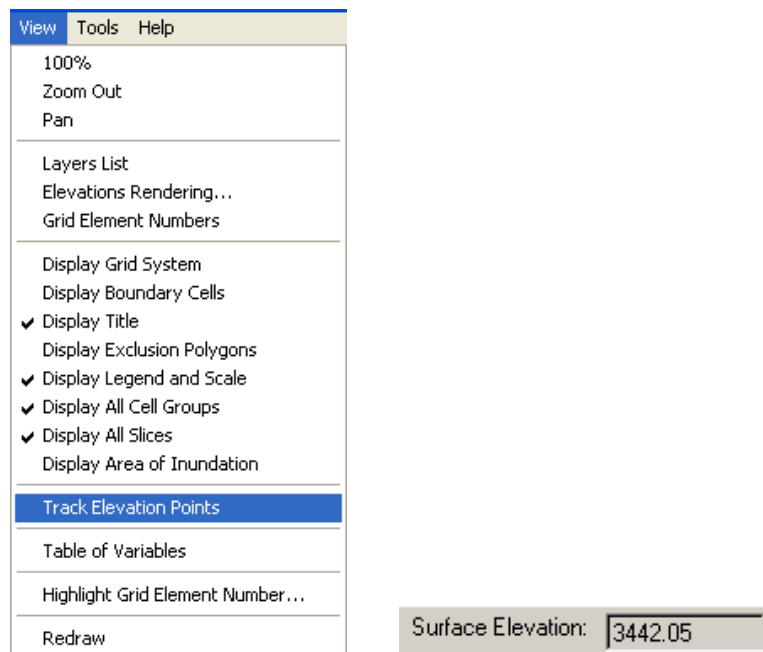 View Tools Help
100%
Zoom Out
Pan
Layers List
Elevations Rendering...
Grid Element Numbers
Display Grid System
Display Boundary Cells
Display Title
Display Exclusion Polygons
Display Legend and Scale
Display All Cell Groups
Display All Slices
Display Area of Inundation
Track Elevation Points
Table of Variables
Highlight Grid Element Number...
Redraw
Surface Elevation: 3442.05